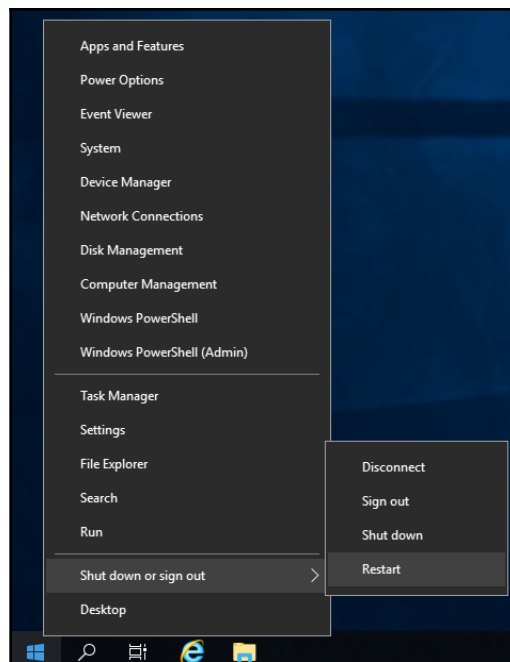 Apps and Features
Power Options
Event Viewer
System
Device Manager
Network Connections
Disk Management
Computer Management
Windows PowerShell
Windows PowerShell (Admin)
Task Manager
Settings
File Explorer
Search
Run
Shut down or sign out
Desktop
Disconnect
Sign out
Shut down
Restart